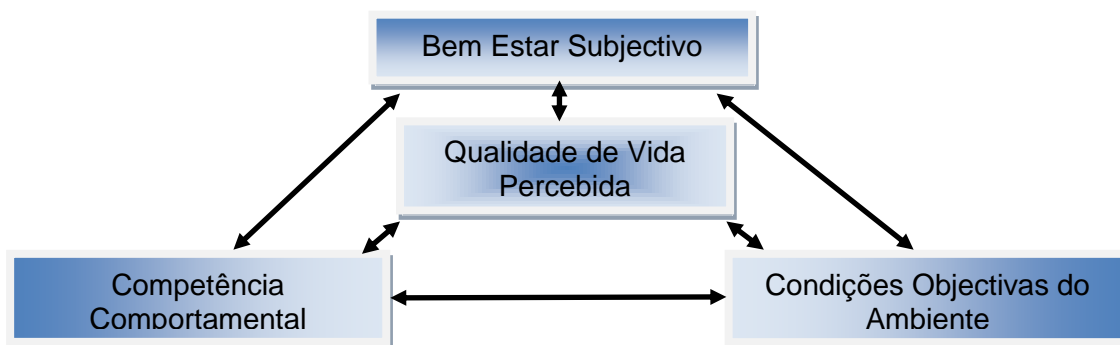 Bem Estar Subjectivo
Qualidade de Vida
Percebida
Competência
Comportamental
Condições Objectivas do
Ambiente